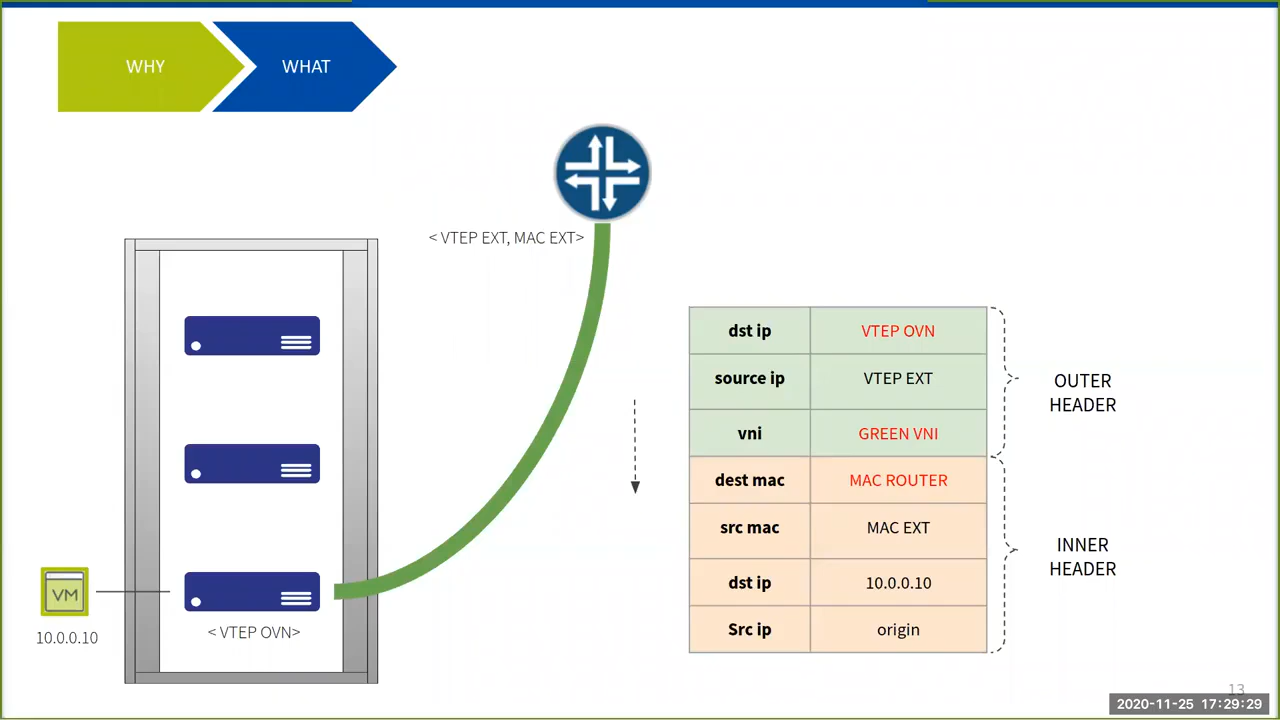 WHY
WHAT
< VTEP EXT, MAC EXT>
VM
10.0.0.10
< VTEP OVN>
dst ip VTEP OVN
source ip VTEP EXT
vni GREEN VNI
dest mac MAC ROUTER
src mac MAC EXT
dst ip 10.0.0.10
Src ip origin
OUTER
HEADER
INNER
HEADER
13
2020-11-25 17:29:29